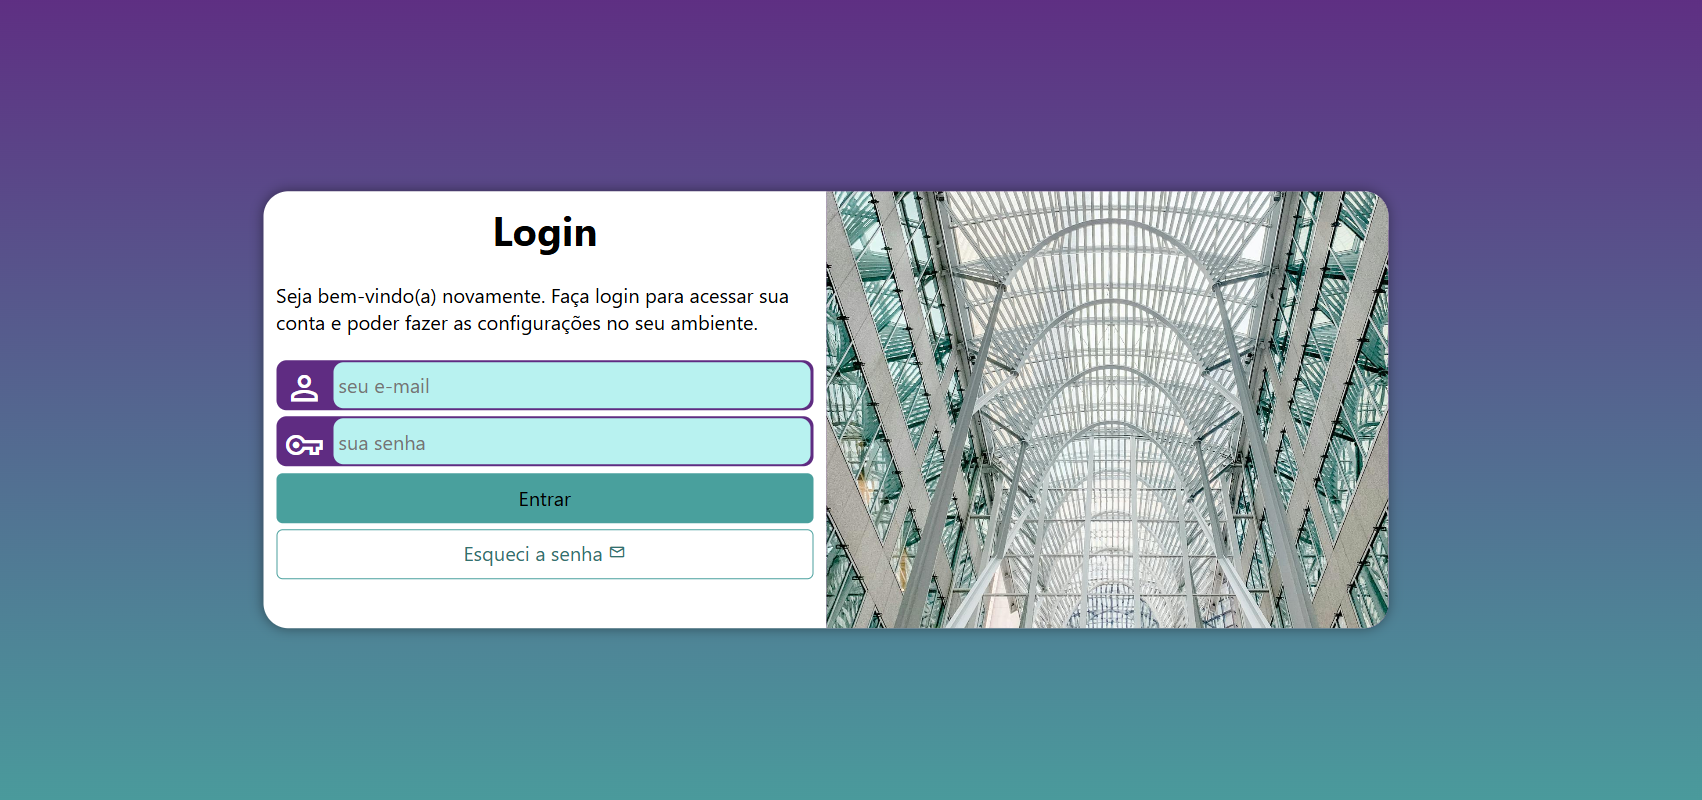 Login
Seja bem-vindo(a) novamente. Faça login para acessar sua
conta e poder fazer as configurações no seu ambiente.
seu e-mail
sua senha
Entrar
Esqueci a senha